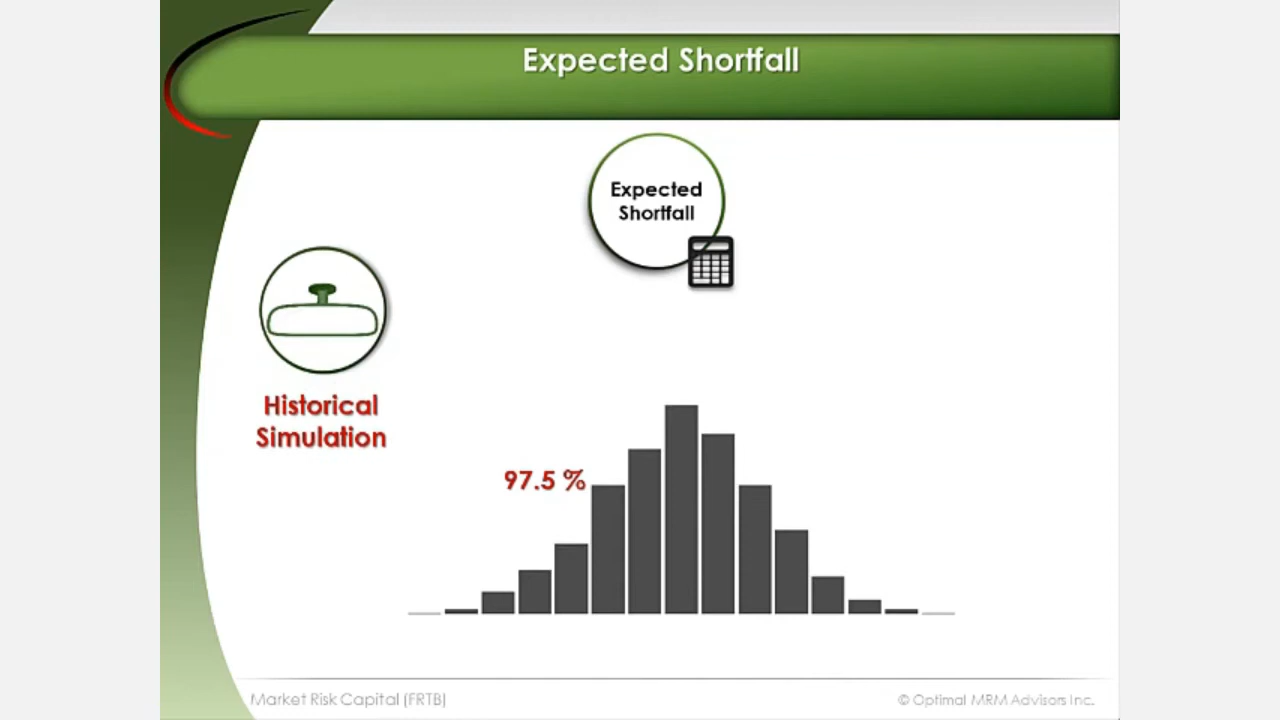 Expected Shortfall
Expected
Shortfall
Historical
Simulation
97.5 %
Market Risk Capital (FRTB)
© Optimal MRM Advisors Inc.